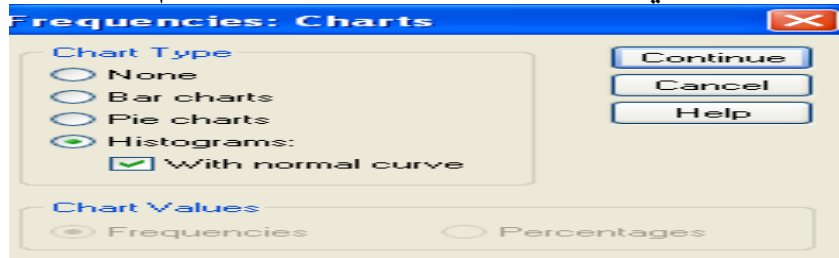 Frequencies: Charts
Chart Type
None
Bar charts
Pie charts
Histograms:
With normal curve
Continue
Cancel
Help
Chart Values
Frequencies Percentages